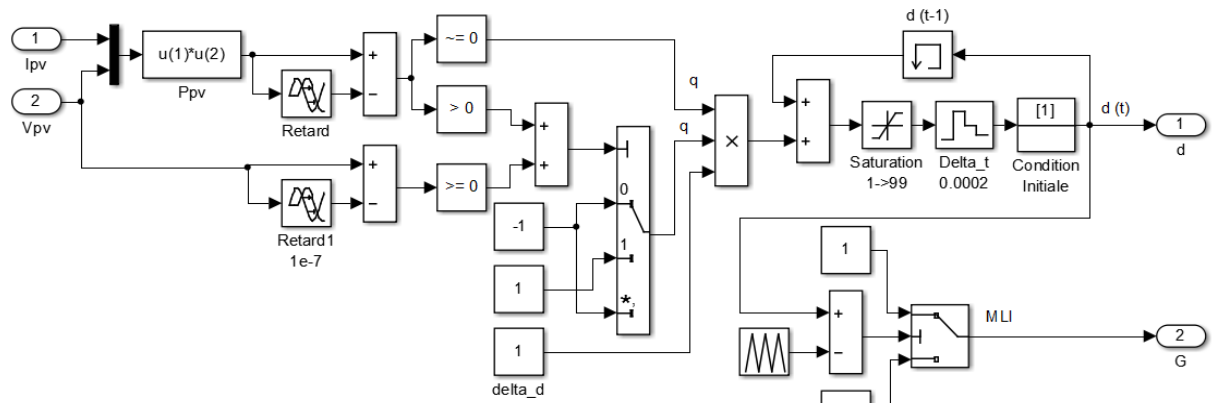 1
Ipv
2
Vpv
u(1)*u(2)
Ppv
+
−
Retard
~= 0
> 0
+
−
Retard1
1e-7
>= 0
+
+
-1
1
1
delta_d
0
1
*,
q
q
×
d (t-1)
+
+
Saturation
1->99
Delta_t
0.0002
[1]
Condition
Initiale
d (t)
1
d
1
+
−
MLI
2
G